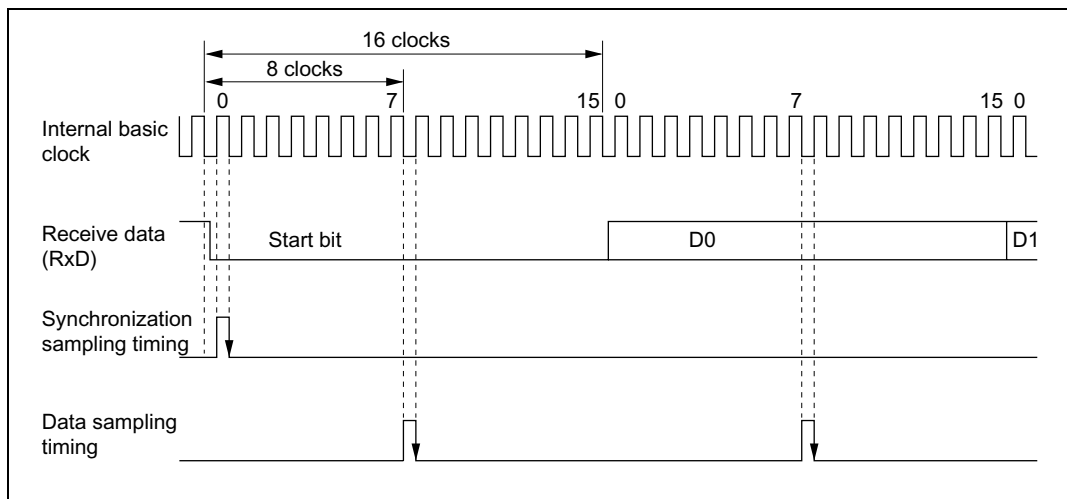 16 clocks
8 clocks
0 7 15 0 7 15 0
Internal basic
clock
Receive data
(RxD)
Start bit D0 D1
Synchronization
sampling timing
Data sampling
timing